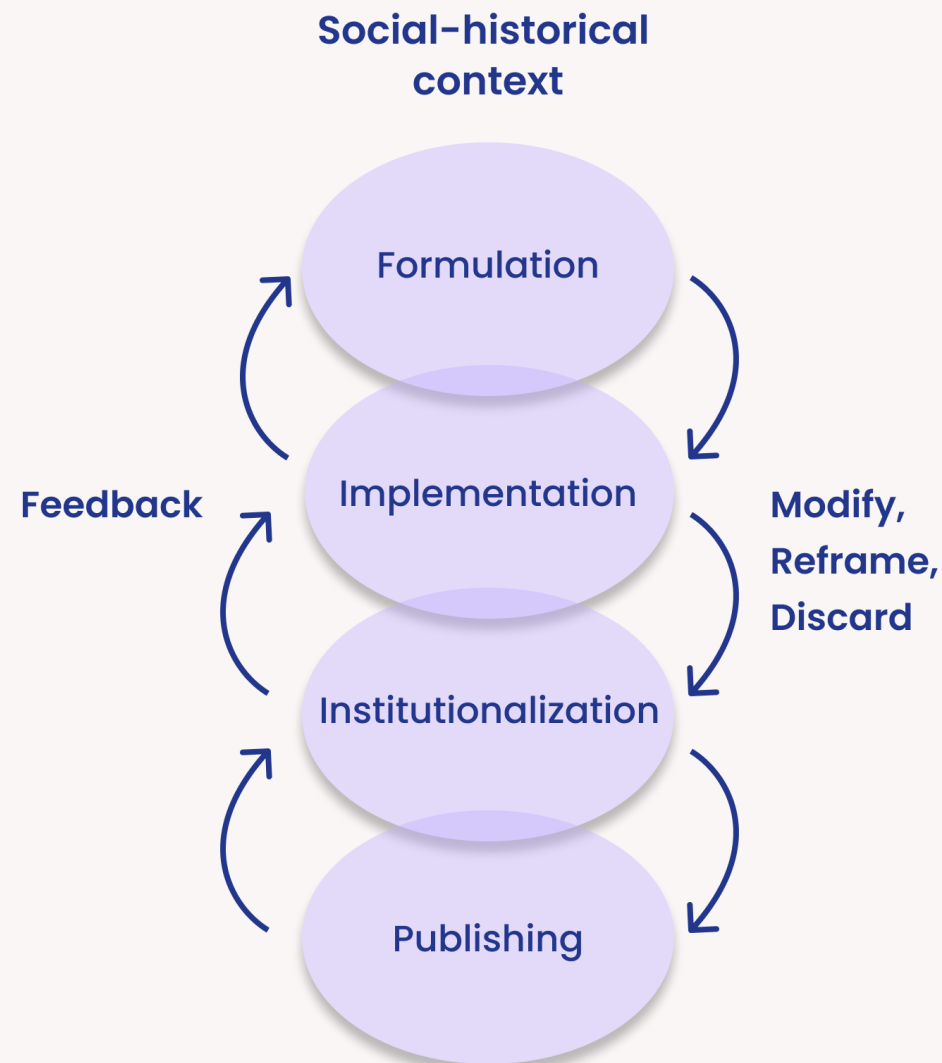 Social-historical
context
Formulation
Implementation
Feedback
Modify,
Reframe,
Discard
Institutionalization
Publishing